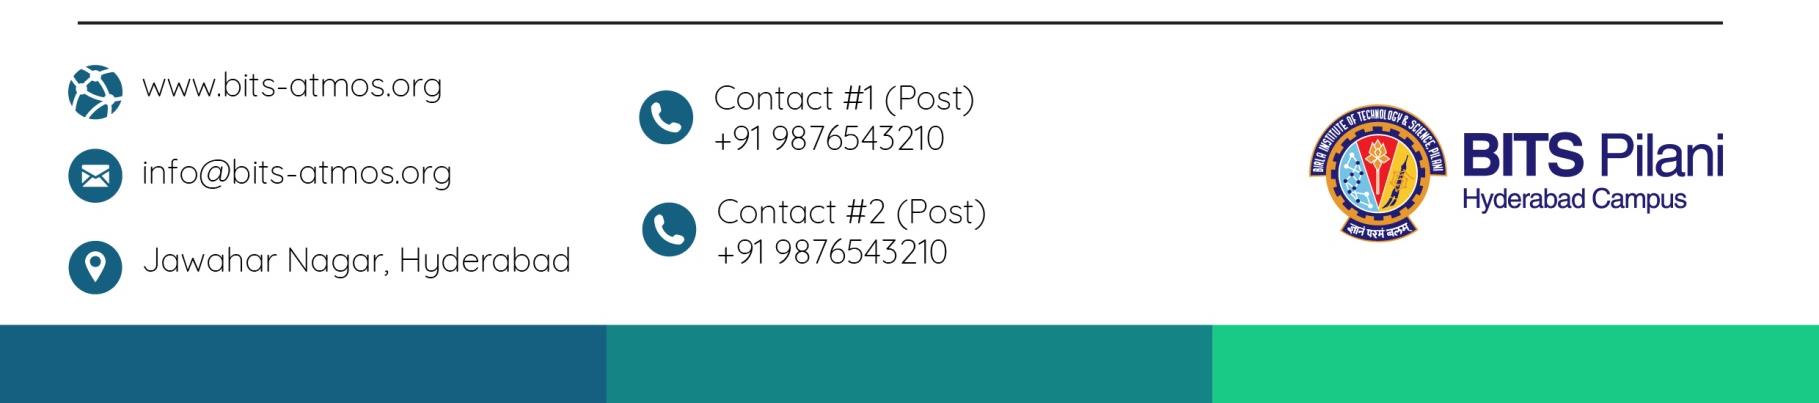 www.bits-atmos.org
info@bits-atmos.org
Jawahar Nagar, Hyderabad
Contact #1 (Post)
+91 9876543210
Contact #2 (Post)
+91 9876543210
BIRLA INSTITUTE OF TECHNOLOGY & SCIENCE, PILANI
ज्ञानं परमं बलम्
BITS Pilani
Hyderabad Campus